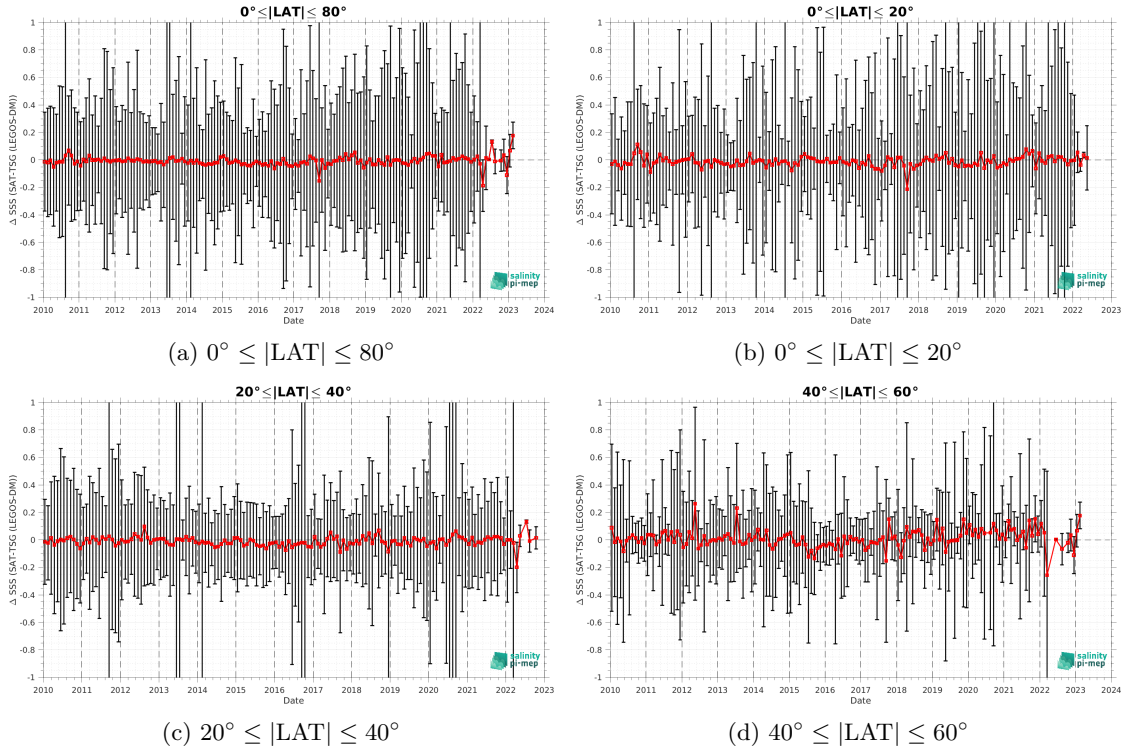 0°≤|LAT|≤ 80°
Δ SSS (SAT-TSG (LEGOS-DM))
1
0.8
0.6
0.4
0.2
0
-0.2
-0.4
-0.6
-0.8
-1
2010 2011 2012 2013 2014 2015 2016 2017 2018 2019 2020 2021 2022 2023 2024
Date
salinity
pi-mep
(a) 0° ≤ |LAT| ≤ 80°
0°≤|LAT|≤ 20°
Δ SSS (SAT-TSG (LEGOS-DM))
1
0.8
0.6
0.4
0.2
0
-0.2
-0.4
-0.6
-0.8
-1
2010 2011 2012 2013 2014 2015 2016 2017 2018 2019 2020 2021 2022 2023
Date
salinity
pi-mep
(b) 0° ≤ |LAT| ≤ 20°
20°≤|LAT|≤ 40°
Δ SSS (SAT-TSG (LEGOS-DM))
1
0.8
0.6
0.4
0.2
0
-0.2
-0.4
-0.6
-0.8
-1
2010 2011 2012 2013 2014 2015 2016 2017 2018 2019 2020 2021 2022 2023
Date
salinity
pi-mep
(c) 20° ≤ |LAT| ≤ 40°
40°≤|LAT|≤ 60°
Δ SSS (SAT-TSG (LEGOS-DM))
1
0.8
0.6
0.4
0.2
0
-0.2
-0.4
-0.6
-0.8
-1
2010 2011 2012 2013 2014 2015 2016 2017 2018 2019 2020 2021 2022 2023 2024
Date
salinity
pi-mep
(d) 40° ≤ |LAT| ≤ 60°